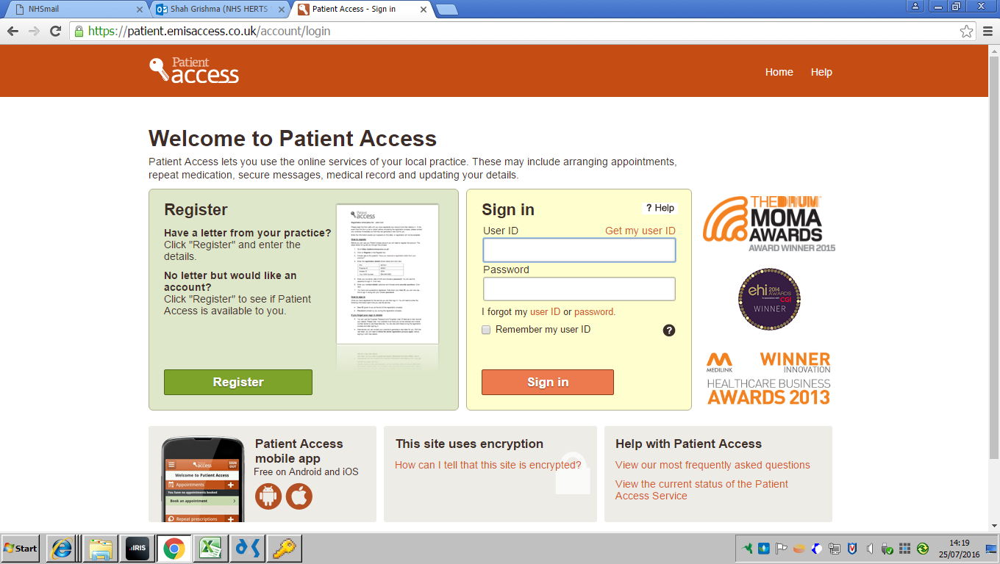 NHSmail
Shah Grishma (NHS HERTS
Patient Access - Sign in
https://patient.emisaccess.co.uk/account/login
Patient
access
Home
Help
Welcome to Patient Access
Patient Access lets you use the online services of your local practice. These may include arranging appointments,
repeat medication, secure messages, medical record and updating your details.
Register
Have a letter from your practice?
Click "Register" and enter the
details.
No letter but would like an
account?
Click "Register" to see if Patient
Access is available to you.
Patient
access
Register
Sign in
? Help
User ID
Get my user ID
Password
I forgot my user ID or password.
Remember my user ID
?
Sign in
THE DRUM
MOMA
AWARDS
AWARD WINNER 2015
ehi 2014
AWARDS
CGI
WINNER
MEDILINK
WINNER
INNOVATION
HEALTHCARE BUSINESS
AWARDS 2013
Patient Access
mobile app
Free on Android and iOS
access
SIGN
OUT
Welcome to Patient Access
Appointments
You have no appointments booked
Book an appointment
Repeat prescriptions
This site uses encryption
How can I tell that this site is encrypted?
Help with Patient Access
View our most frequently asked questions
View the current status of the Patient
Access Service
Start
IRIS
14:19
25/07/2016